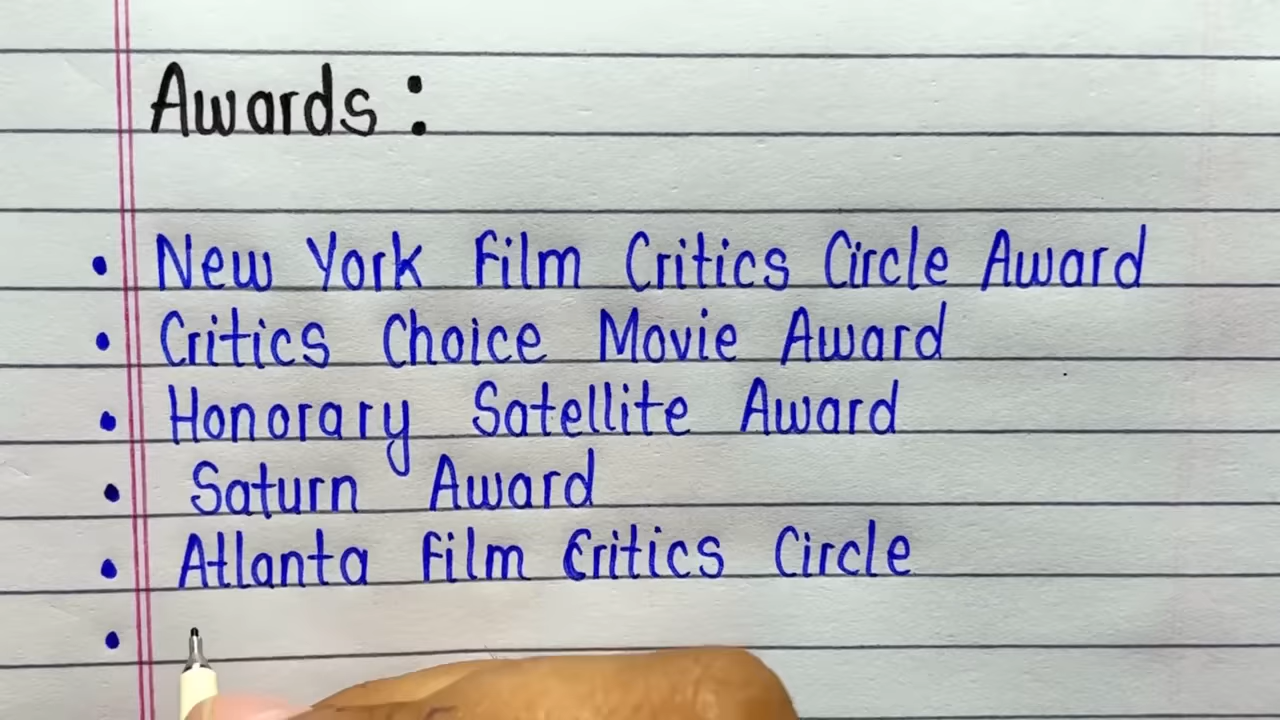 Awards :
• New York Film Critics Circle Award
• Critics Choice Movie Award
• Honorary Satellite Award
• Saturn Award
• Atlanta Film Critics Circle
•